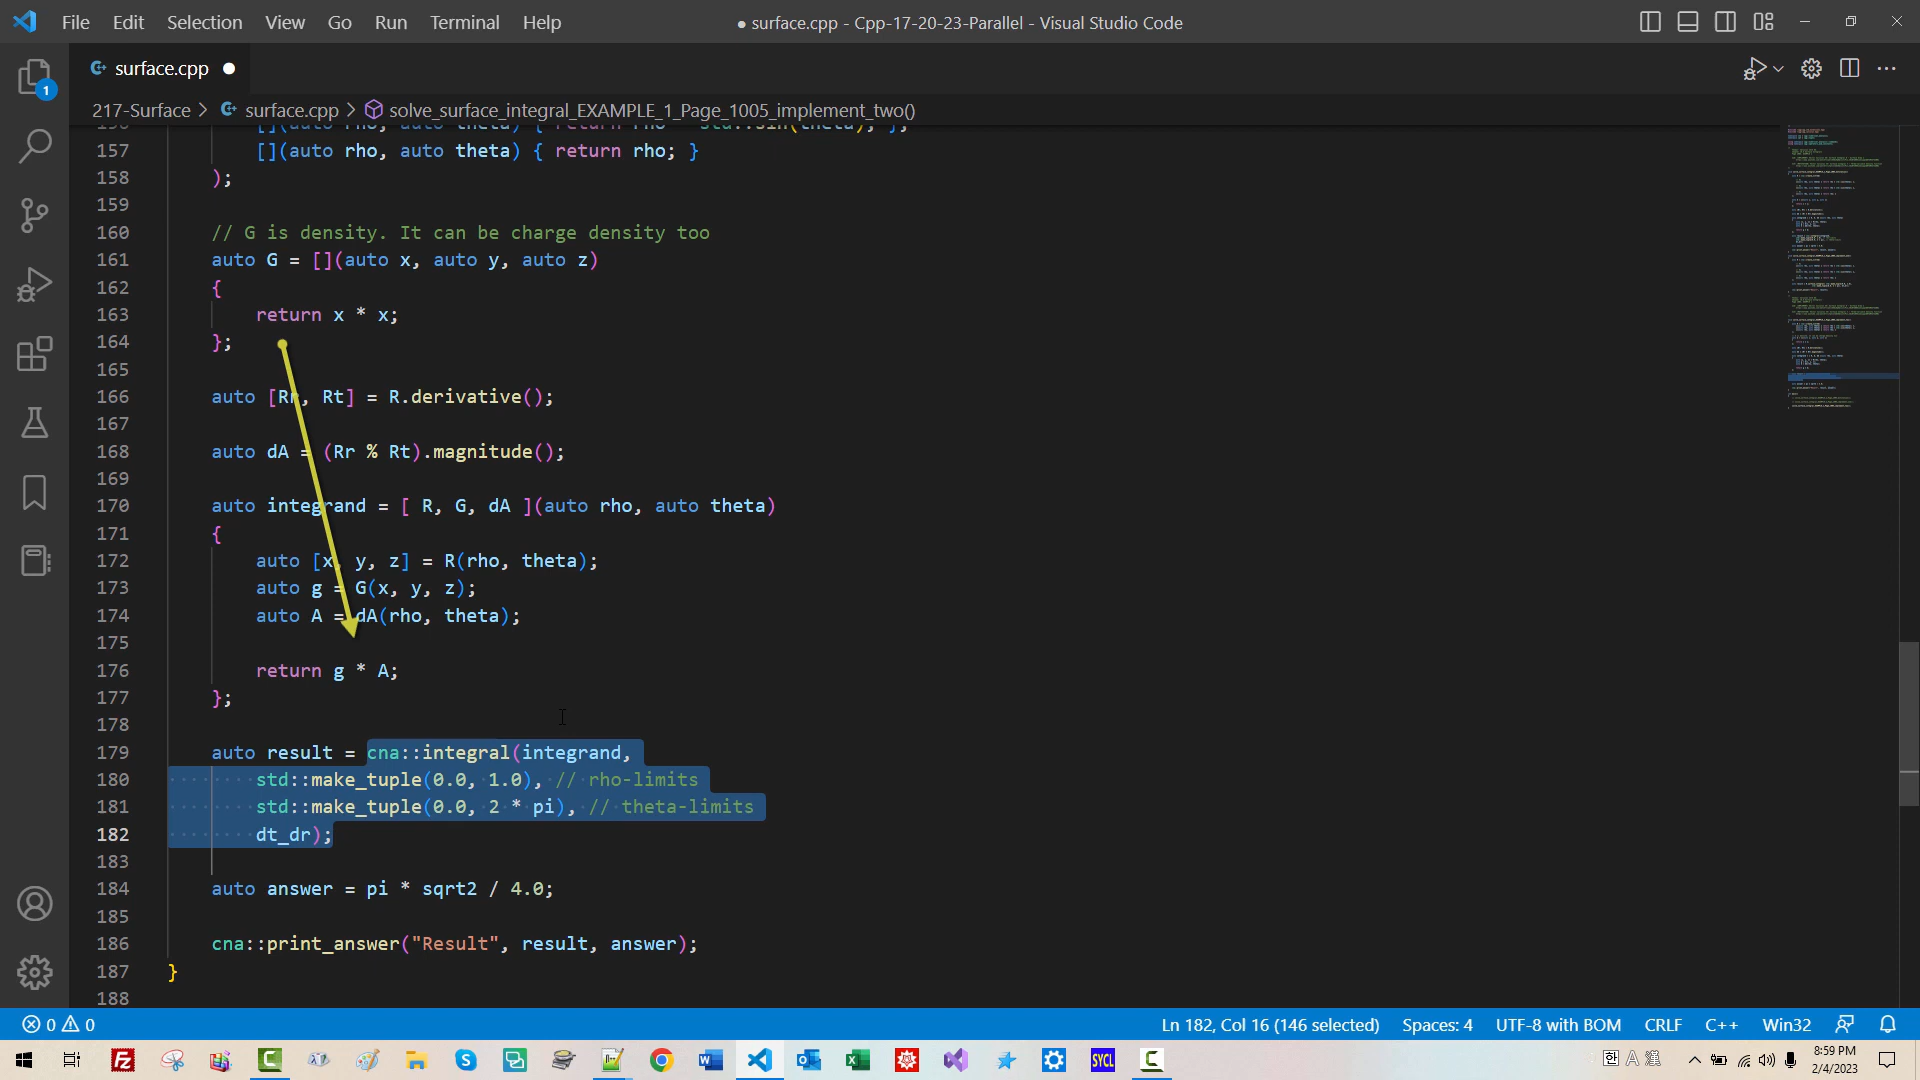 File Edit Selection View Go Run Terminal Help
● surface.cpp - Cpp-17-20-23-Parallel - Visual Studio Code
surface.cpp ●
217-Surface > surface.cpp > solve_surface_integral_EXAMPLE_1_Page_1005_implement_two()
157 [](auto rho, auto theta) { return rho; }
158 );
159
160 // G is density. It can be charge density too
161 auto G = [](auto x, auto y, auto z)
162 {
163 return x * x;
164 };
165
166 auto [Rr, Rt] = R.derivative();
167
168 auto dA = (Rr % Rt).magnitude();
169
170 auto integrand = [ R, G, dA ](auto rho, auto theta)
171 {
172 auto [x, y, z] = R(rho, theta);
173 auto g = G(x, y, z);
174 auto A = dA(rho, theta);
175
176 return g * A;
177 };
178
179 auto result = cna::integral(integrand,
180 std::make_tuple(0.0, 1.0), // rho-limits
181 std::make_tuple(0.0, 2 * pi), // theta-limits
182 dt_dr);
183
184 auto answer = pi * sqrt2 / 4.0;
185
186 cna::print_answer("Result", result, answer);
187 }
188
0 0 Ln 182, Col 16 (146 selected) Spaces: 4 UTF-8 with BOM CRLF C++ Win32
한 A 漢 8:59 PM
2/4/2023